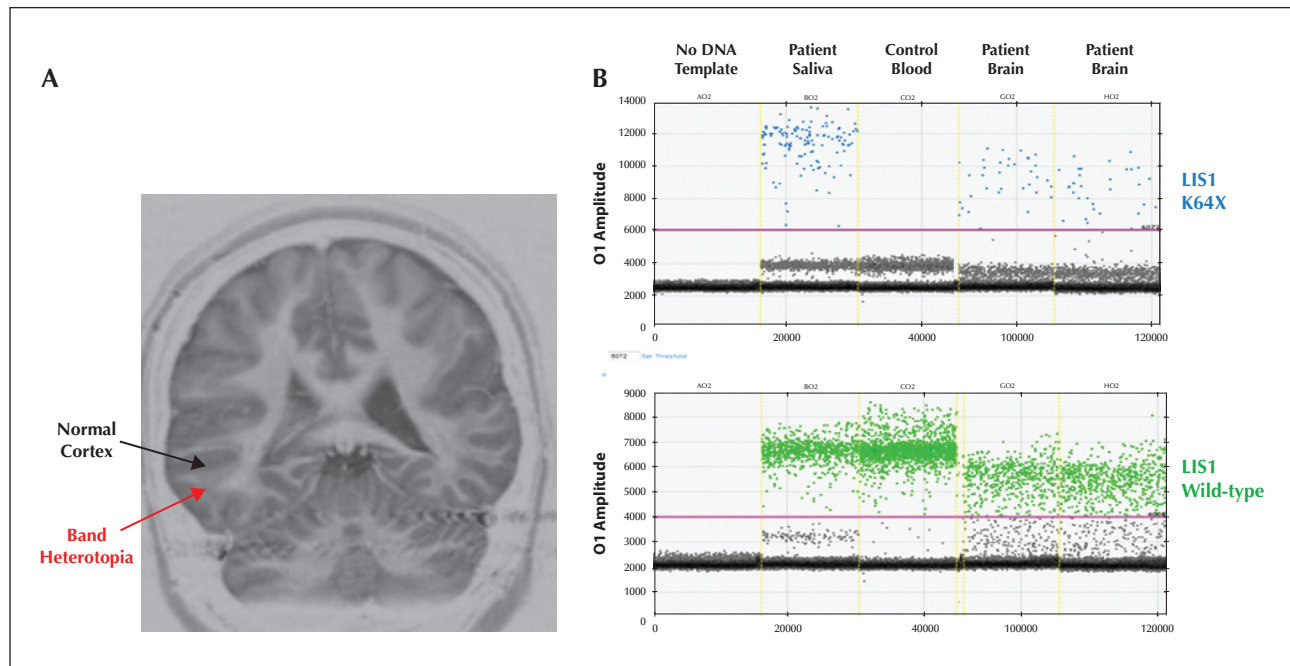 A
Normal
Cortex
Band
Heterotopia
B
No DNA
Template
Patient
Saliva
Control
Blood
Patient
Brain
Patient
Brain
AO2 BO2 CO2 GO2 HO2
O1 Amplitude
14000
12000
10000
8000
6000
4000
2000
0
6072
0 20000 40000 100000 120000
LIS1
K64X
6072 Set Threshold
AO2 BO2 CO2 GO2 HO2
O1 Amplitude
9000
8000
7000
6000
5000
4000
3000
2000
1000
0
0 20000 40000 100000 120000
LIS1
Wild-type